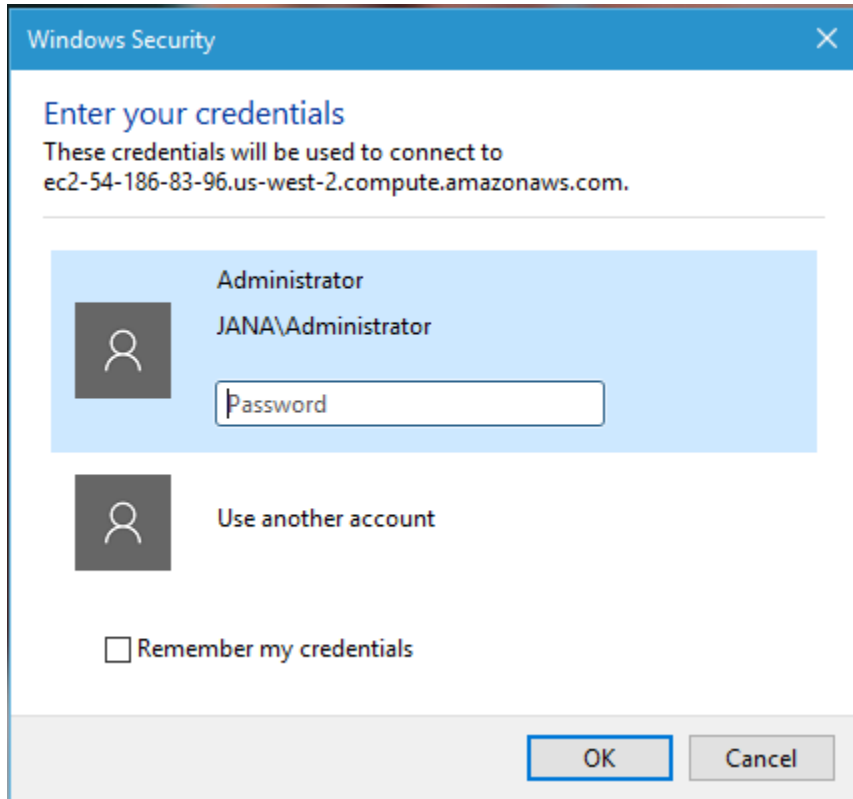 Windows Security
Enter your credentials
These credentials will be used to connect to
ec2-54-186-83-96.us-west-2.compute.amazonaws.com.
Administrator
JANA\Administrator
Password
Use another account
Remember my credentials
OK
Cancel